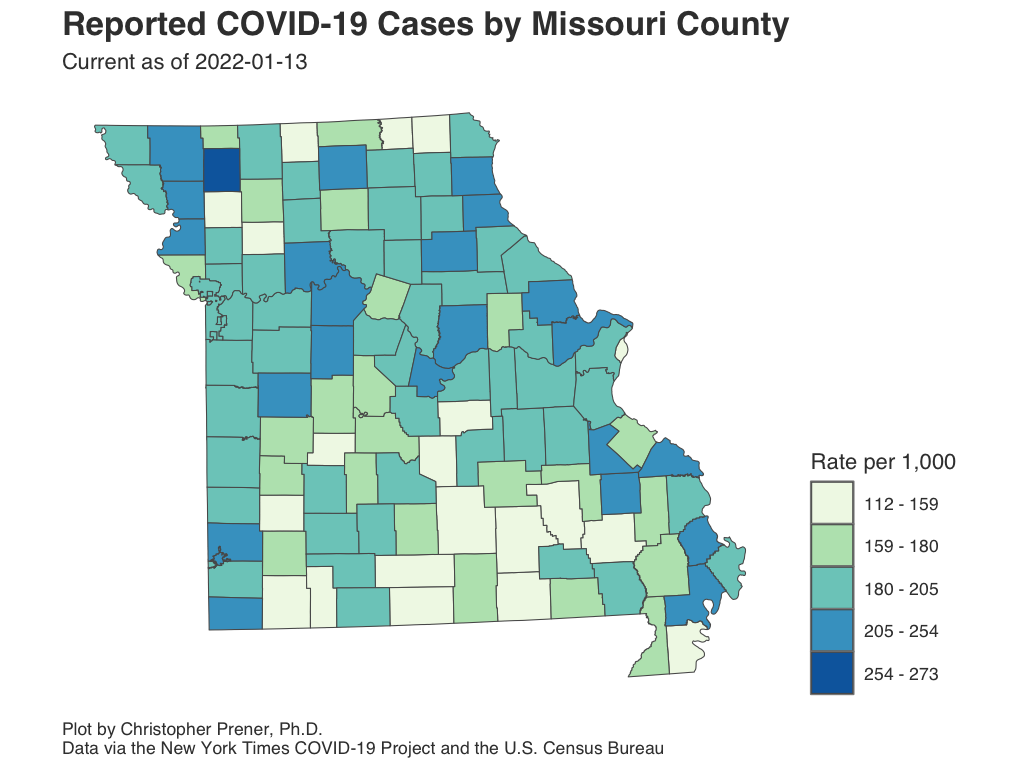 Reported COVID-19 Cases by Missouri County
Current as of 2022-01-13
Rate per 1,000
112 - 159
159 - 180
180 - 205
205 - 254
254 - 273
Plot by Christopher Prener, Ph.D.
Data via the New York Times COVID-19 Project and the U.S. Census Bureau